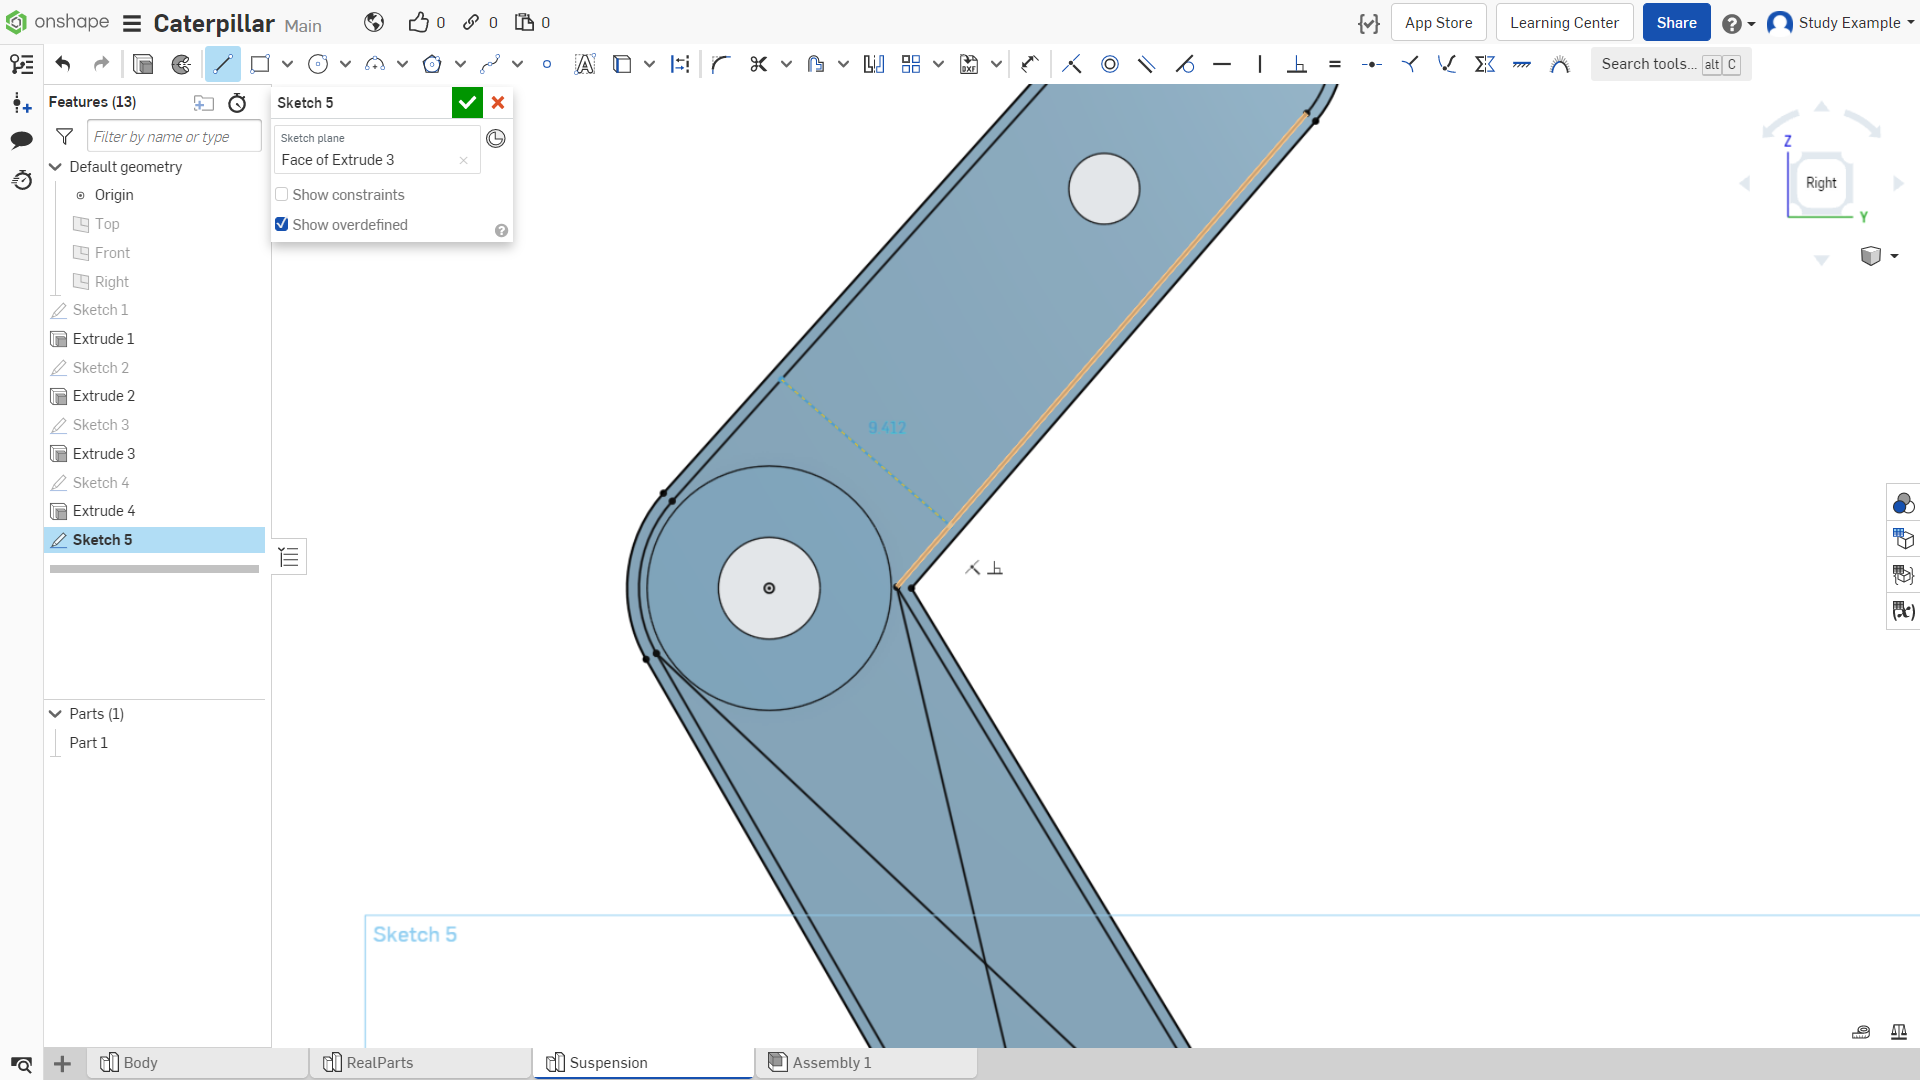 onshape Caterpillar Main 0 0 0 App Store Learning Center Share Study Example
Search tools... alt C
Features (13)
Filter by name or type
Default geometry
Origin
Top
Front
Right
Sketch 1
Extrude 1
Sketch 2
Extrude 2
Sketch 3
Extrude 3
Sketch 4
Extrude 4
Sketch 5
Parts (1)
Part 1
Sketch 5
Sketch plane
Face of Extrude 3
Show constraints
Show overdefined
9.412
Z
Right
Y
Sketch 5
Body
RealParts
Suspension
Assembly 1